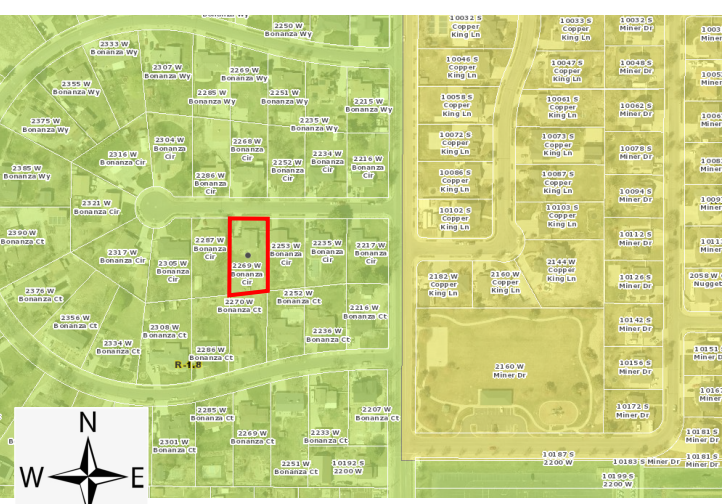 2250 W
Bonanza Wy
2333 W
Bonanza Wy
2307 W
Bonanza Wy
2269 W
Bonanza Wy
2355 W
Bonanza Wy
2285 W
Bonanza Wy
2251 W
Bonanza Wy
2215 W
Bonanza Wy
2375 W
Bonanza Wy
2235 W
Bonanza Wy
2385 W
Bonanza Wy
2316 W
Bonanza Cir
2304 W
Bonanza
Cir
2268 W
Bonanza
Cir
2286 W
Bonanza
Cir
2252 W
Bonanza
Cir
2234 W
Bonanza
Cir
2216 W
Bonanza
Cir
2321 W
Bonanza Cir
2390 W
Bonanza Ct
2317 W
Bonanza Cir
2305 W
Bonanza
Cir
2287 W
Bonanza
Cir
2269 W
Bonanza
Cir
2253 W
Bonanza
Cir
2235 W
Bonanza
Cir
2217 W
Bonanza
Cir
2376 W
Bonanza Ct
2356 W
Bonanza Ct
2334 W
Bonanza Ct
2308 W
Bonanza Ct
2286 W
Bonanza Ct
2270 W
Bonanza Ct
2252 W
Bonanza Ct
2236 W
Bonanza Ct
2216 W
Bonanza Ct
R-1.8
2285 W
Bonanza Ct
2301 W
Bonanza Ct
2269 W
Bonanza Ct
2251 W
Bonanza Ct
2233 W
Bonanza Ct
2207 W
Bonanza Ct
10192 S
2200 W
10032 S
Copper
King Ln
10046 S
Copper
King Ln
10058 S
Copper
King Ln
10072 S
Copper
King Ln
10086 S
Copper
King Ln
10102 S
Copper
King Ln
10033 S
Copper
King Ln
10047 S
Copper
King Ln
10061 S
Copper
King Ln
10073 S
Copper
King Ln
10087 S
Copper
King Ln
10103 S
Copper
King Ln
2182 W
Copper
King Ln
2160 W
Copper
King Ln
2144 W
Copper
King Ln
10032 S
Miner Dr
10048 S
Miner Dr
10062 S
Miner Dr
10078 S
Miner Dr
10094 S
Miner Dr
10112 S
Miner Dr
10126 S
Miner Dr
10142 S
Miner Dr
10156 S
Miner Dr
10172 S
Miner Dr
2160 W
Miner Dr
2058 W
Nugget
10151
Miner
10181 S
Miner
10181 S
Miner
10187 S
2200 W
10183 S Miner Dr
10199 S
2200 W
N
W E